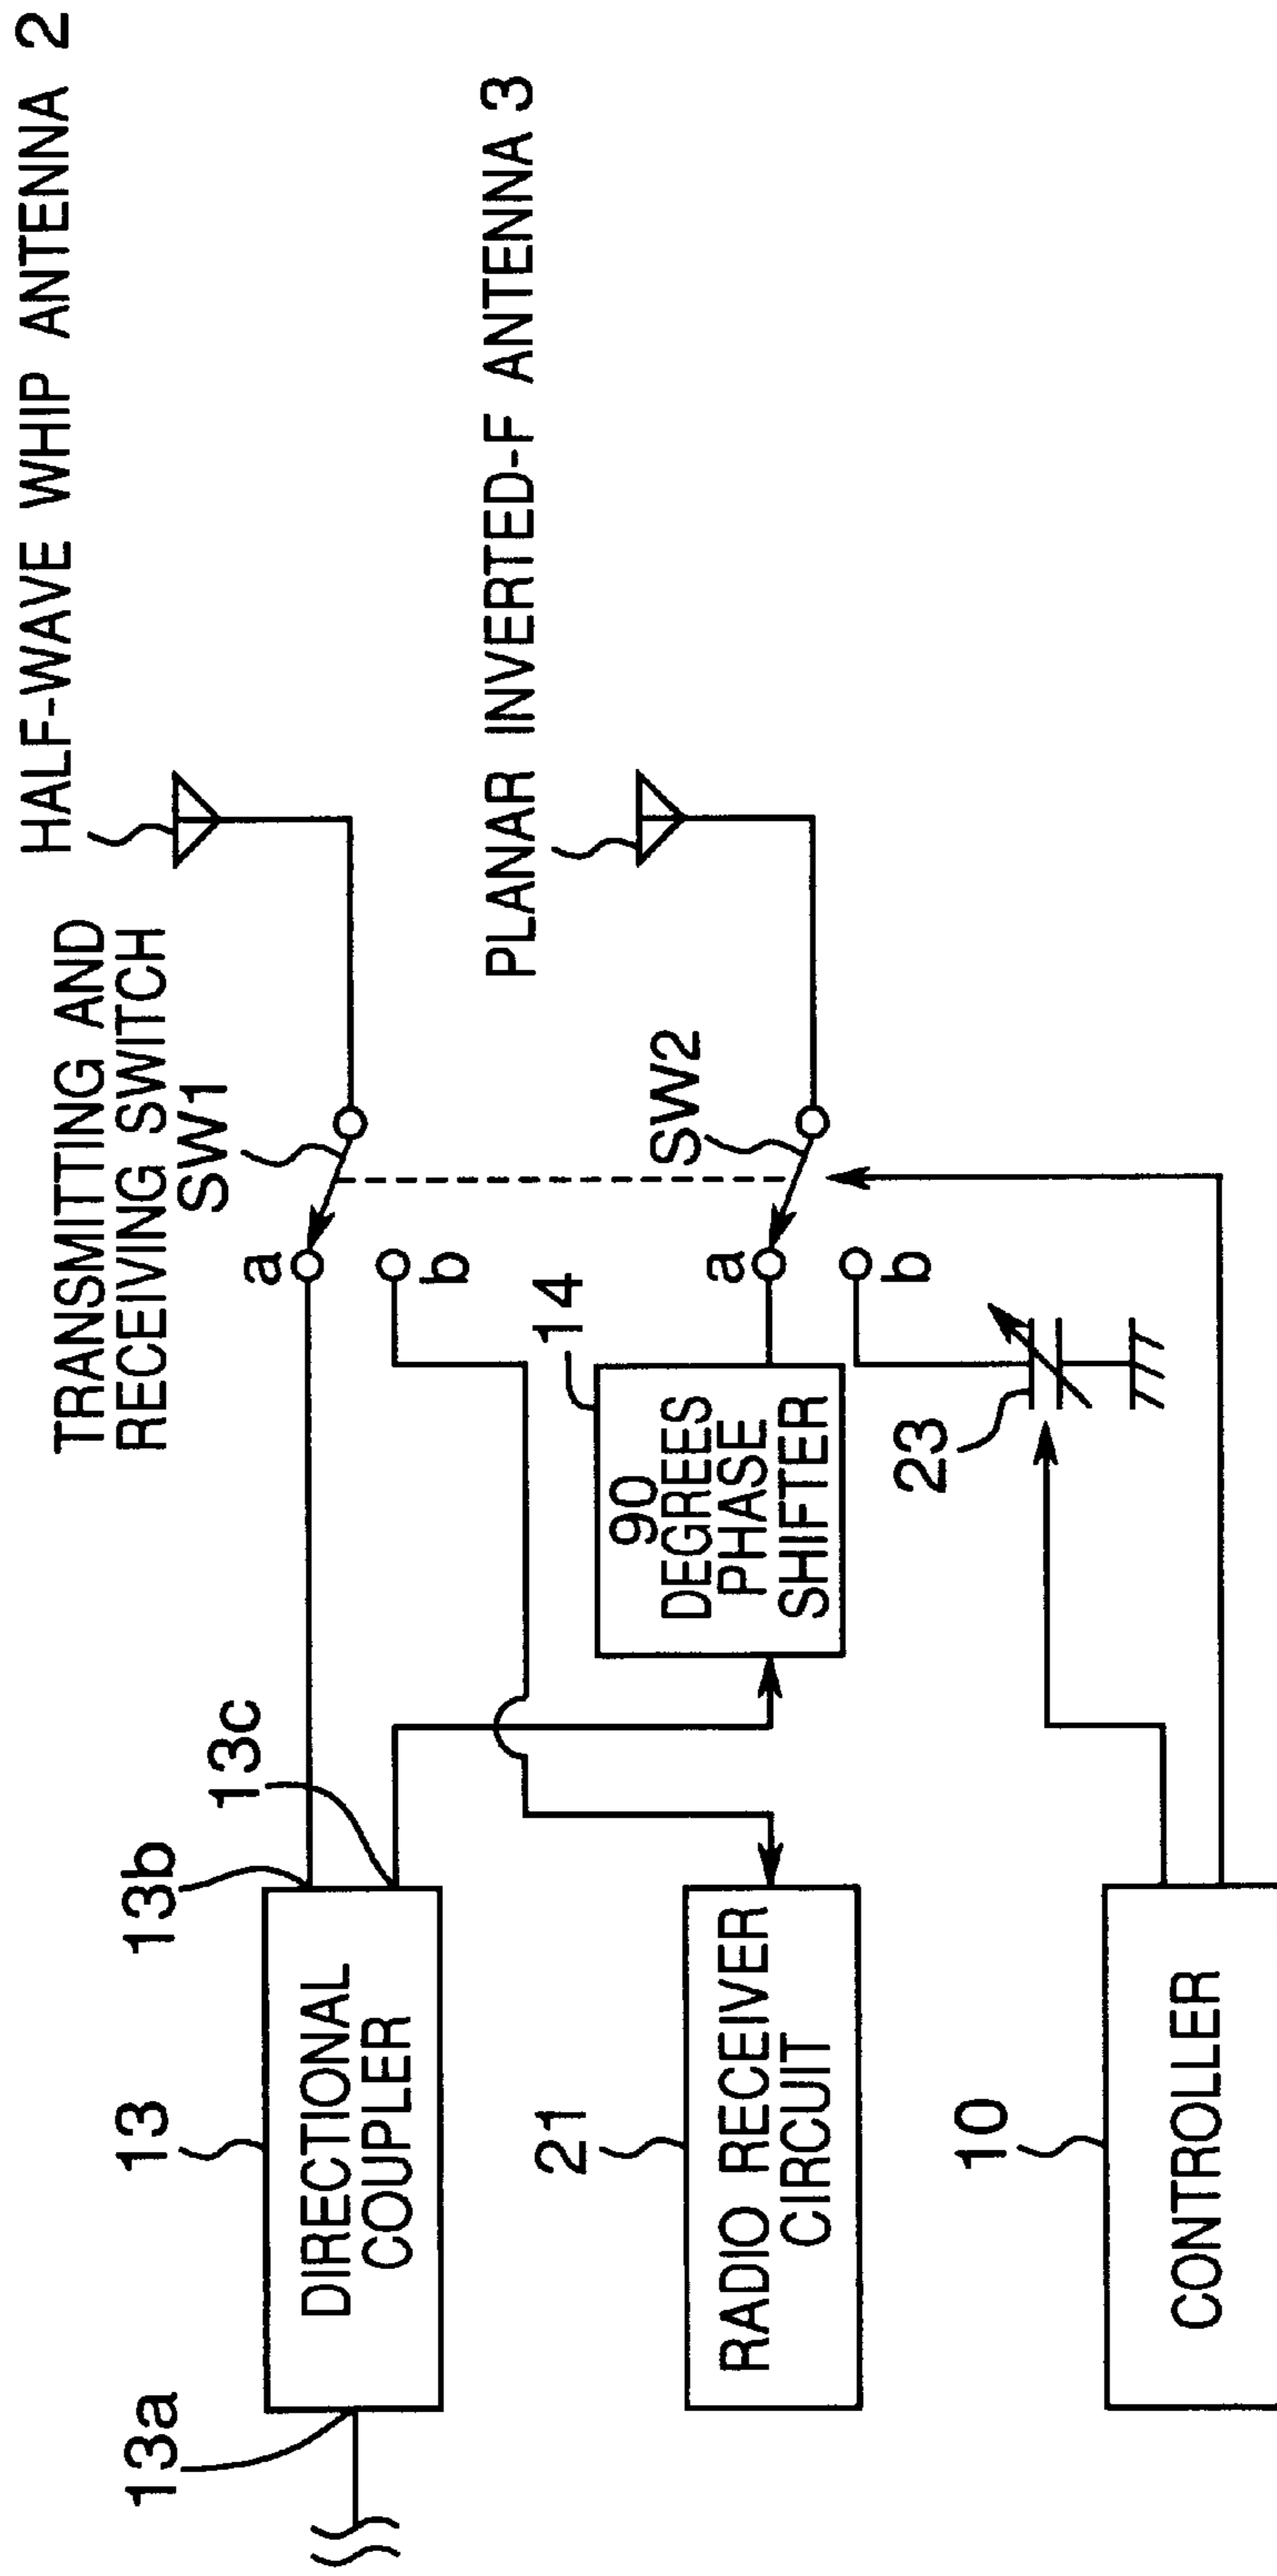 HALF-WAVE WHIP ANTENNA 2
TRANSMITTING AND
RECEIVING SWITCH
SW1
a
b
13a
13
13b
13c
DIRECTIONAL
COUPLER
PLANAR INVERTED-F ANTENNA 3
SW2
a
b
14
90
DEGREES
PHASE
SHIFTER
21
RADIO RECEIVER
CIRCUIT
23
10
CONTROLLER